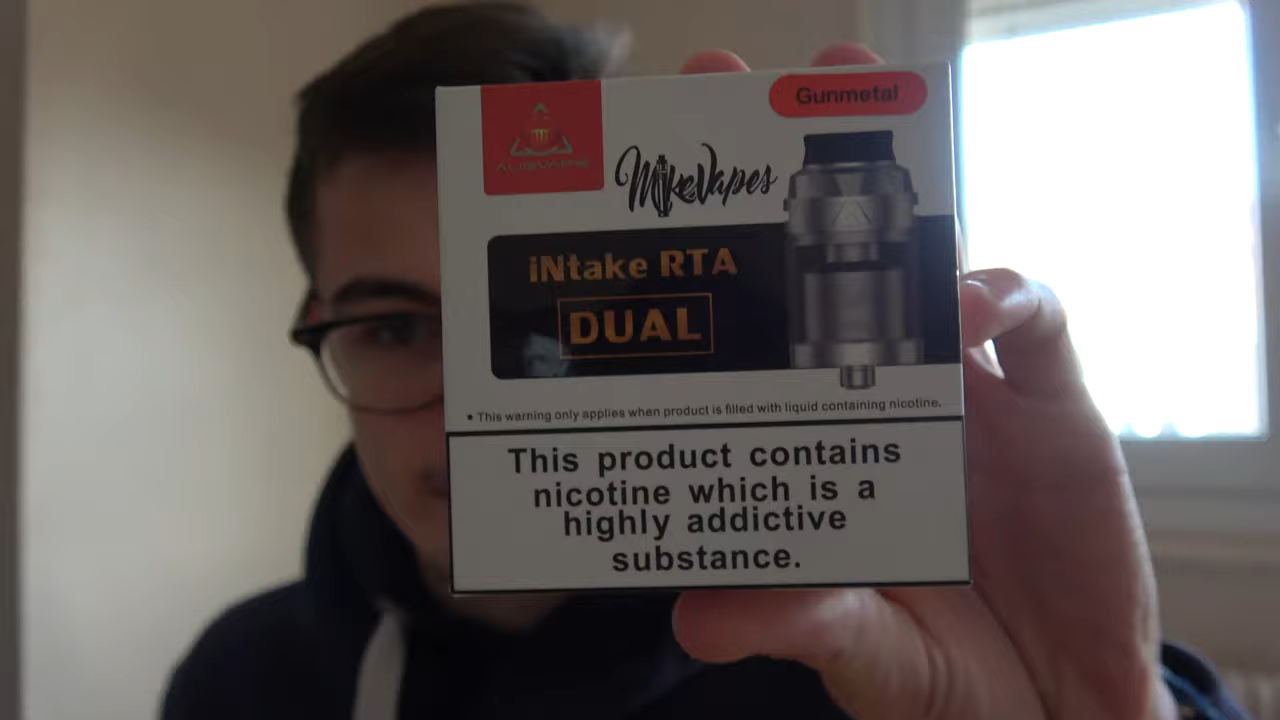 Gunmetal
AUGVAPE
MikeVapes
iNtake RTA
DUAL
• This warning only applies when product is filled with liquid containing nicotine.
This product contains
nicotine which is a
highly addictive
substance.